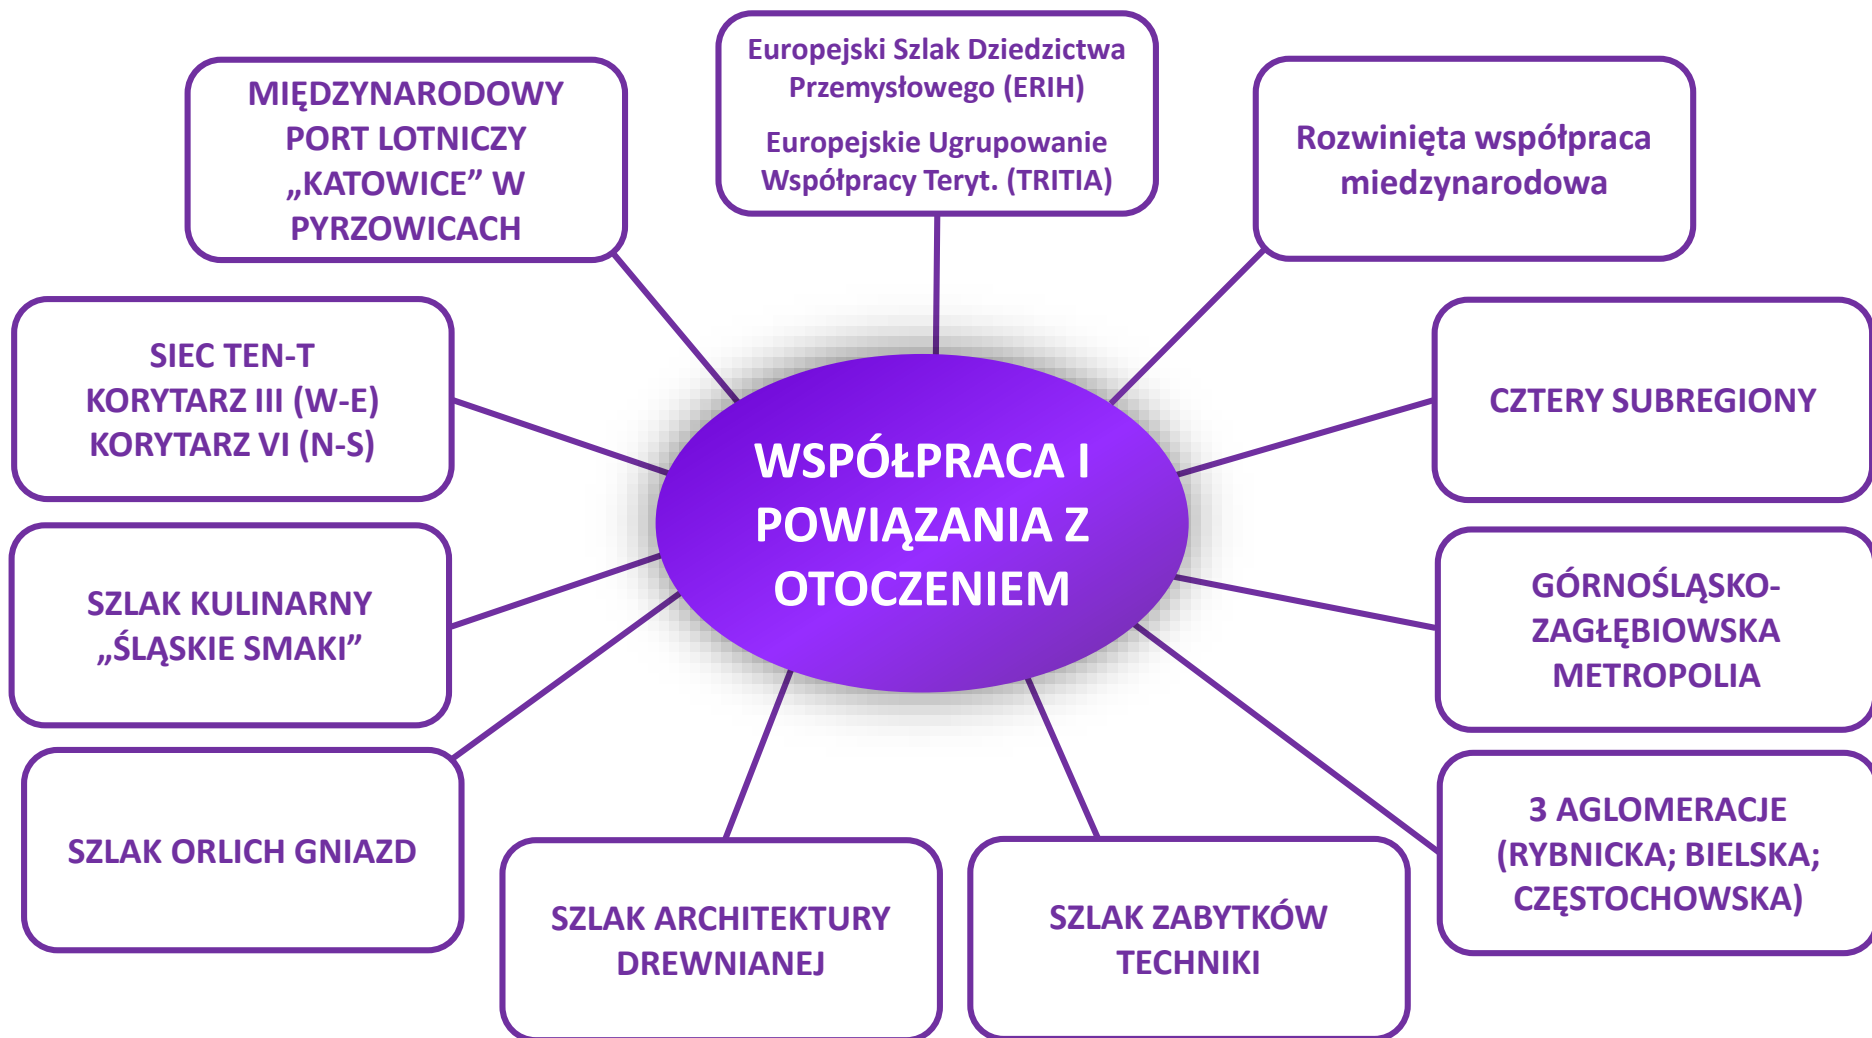 Europejski Szlak Dziedzictwa
Przemysłowego (ERIH)
Europejskie Ugrupowanie
Współpracy Teryt. (TRITIA)
MIĘDZYNARODOWY
PORT LOTNICZY
„KATOWICE” W
PYRZOWICACH
Rozwinięta współpraca
miedzynarodowa
SIEC TEN-T
KORYTARZ III (W-E)
KORYTARZ VI (N-S)
CZTERY SUBREGIONY
WSPÓŁPRACA I
POWIĄZANIA Z
OTOCZENIEM
SZLAK KULINARNY
„ŚLĄSKIE SMAKI”
GÓRNOŚLĄSKO-
ZAGŁĘBIOWSKA
METROPOLIA
SZLAK ORLICH GNIAZD
3 AGLOMERACJE
(RYBNICKA; BIELSKA;
CZĘSTOCHOWSKA)
SZLAK ARCHITEKTURY
DREWNIANEJ
SZLAK ZABYTKÓW
TECHNIKI